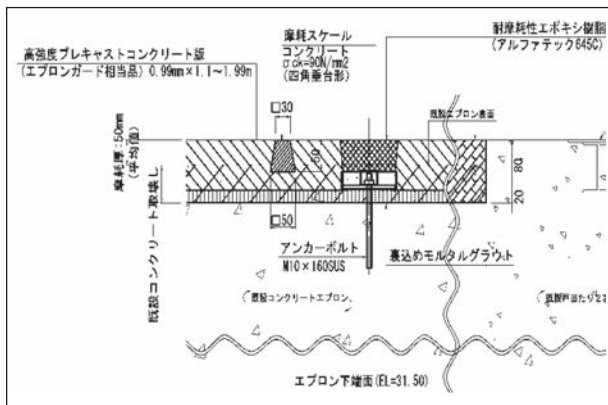 摩耗スケール
コンクリート
σck=90N/mm2
(四角垂台形)
耐摩耗性エポキシ樹脂
(アルファテック645C)
高強度プレキャストコンクリート版
(エプロンガード相当品) 0.99mm×1.1~1.99m
□30
既設エプロン表面
摩耗厚:50mm
(平均値)
50
80
20
既設コンクリート取壊し
□50
アンカーボルト
M10×160SUS
裏込めモルタルグラウト
(既設コンクリートエプロン)
エプロン下端面(EL=31.50)